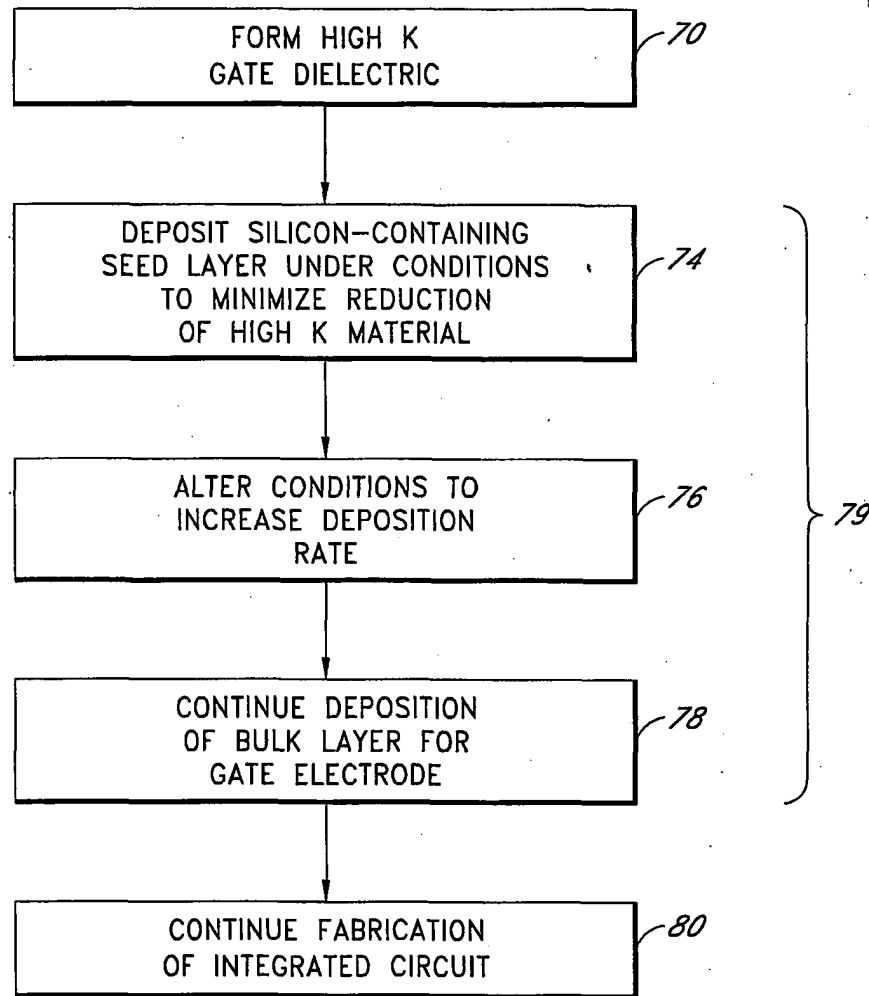 FORM HIGH K
GATE DIELECTRIC
70
DEPOSIT SILICON-CONTAINING
SEED LAYER UNDER CONDITIONS
TO MINIMIZE REDUCTION
OF HIGH K MATERIAL
74
ALTER CONDITIONS TO
INCREASE DEPOSITION
RATE
76
79
CONTINUE DEPOSITION
OF BULK LAYER FOR
GATE ELECTRODE
78
CONTINUE FABRICATION
OF INTEGRATED CIRCUIT
80